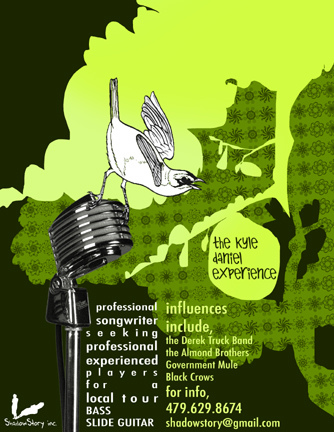 the kyle
daniel
experience
professional
songwriter
seeking
professional
experienced
players
for a
local tour
BASS
SLIDE GUITAR
influences
include,
the Derek Truck Band
the Almond Brothers
Government Mule
Black Crows
for info,
479.629.8674
shadowstory@gmail.com
ShadowStory inc.